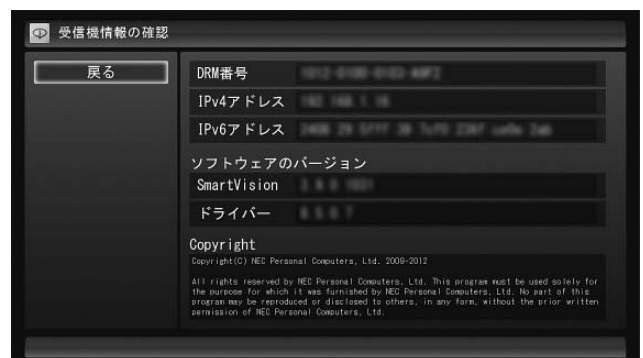 受信機情報の確認
戻る
DRM番号
IPv4アドレス
IPv6アドレス
ソフトウェアのバージョン
SmartVision
ドライバー
Copyright
Copyright(C) NEC Personal Computers, Ltd. 2009-2012
All rights reserved by NEC Personal Computers, Ltd. This program must be used solely for
the purpose for which it was furnished by NEC Personal Computers, Ltd. No part of this
program may be reproduced or disclosed to others, in any form, without the prior written
permission of NEC Personal Computers, Ltd.